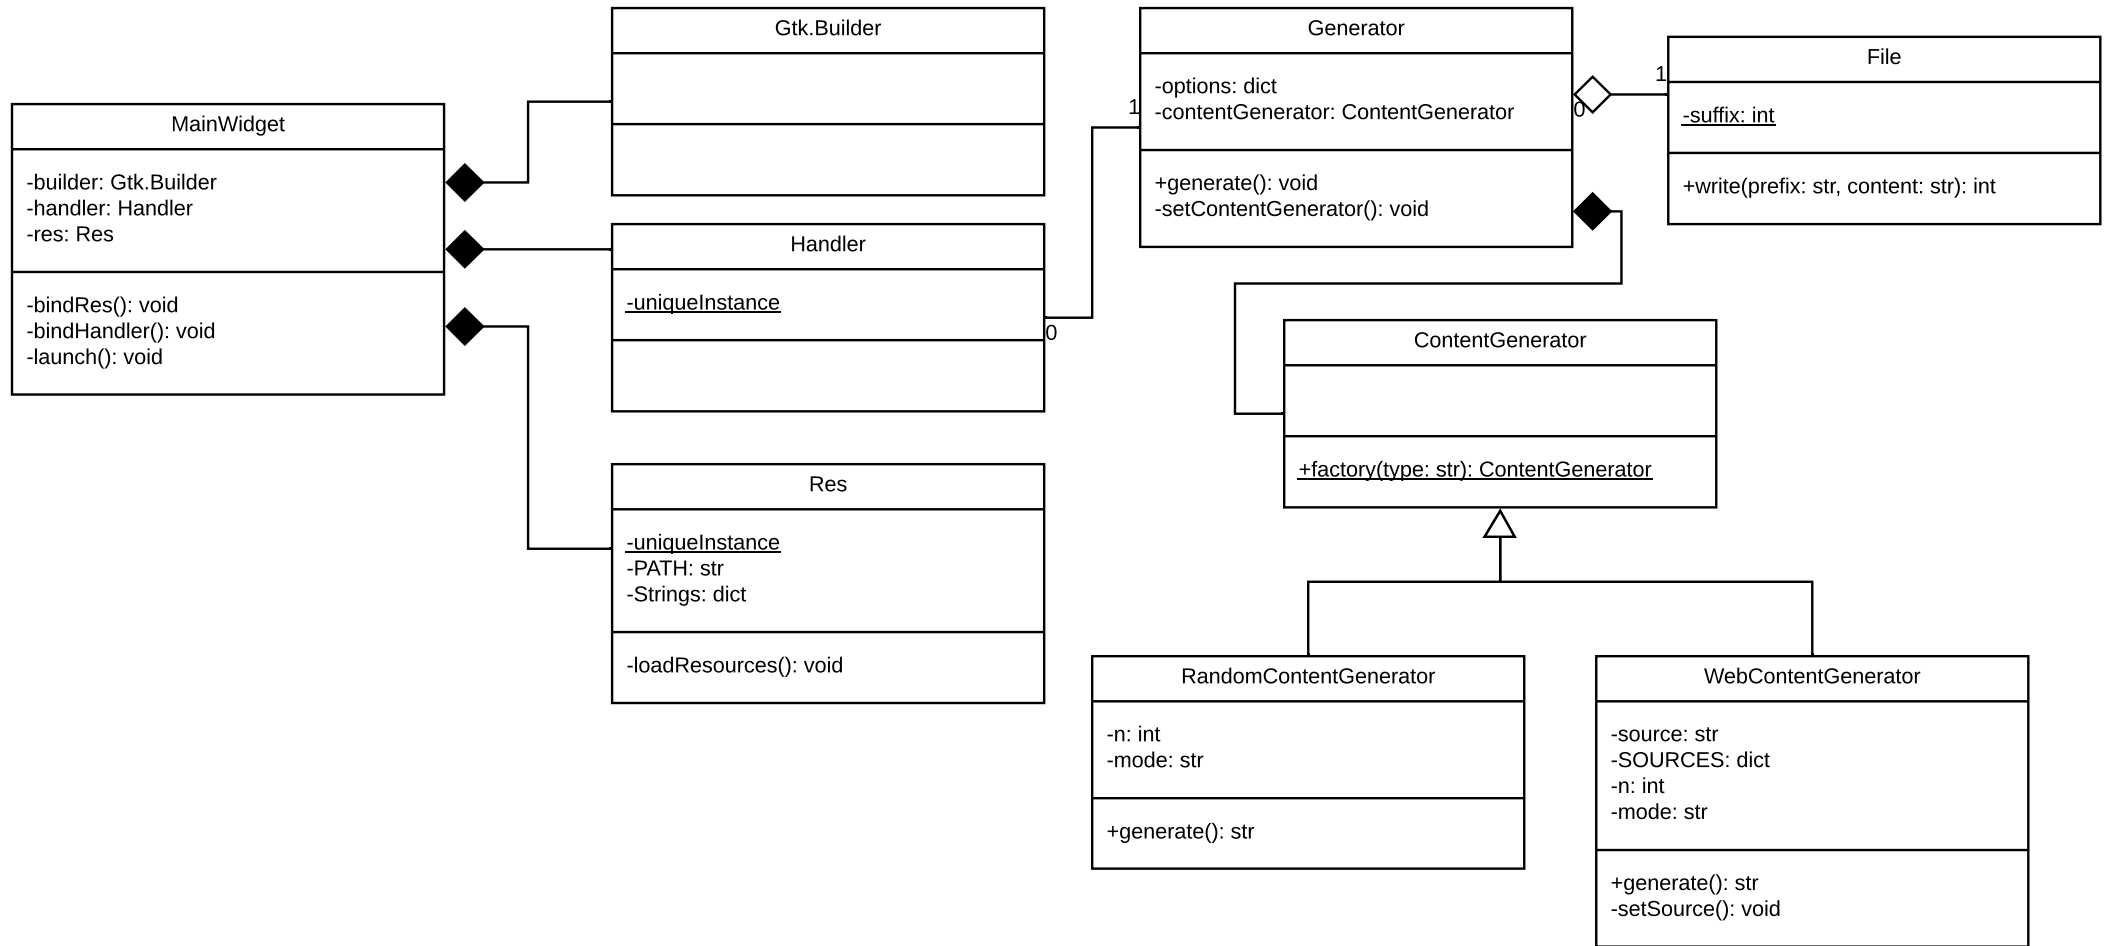 MainWidget
-builder: Gtk.Builder
-handler: Handler
-res: Res
-bindRes(): void
-bindHandler(): void
-launch(): void
Gtk.Builder
Handler
-uniqueInstance
0
Res
-uniqueInstance
-PATH: str
-Strings: dict
-loadResources(): void
1
Generator
-options: dict
-contentGenerator: ContentGenerator
+generate(): void
-setContentGenerator(): void
0
1
File
-suffix: int
+write(prefix: str, content: str): int
ContentGenerator
+factory(type: str): ContentGenerator
RandomContentGenerator
-n: int
-mode: str
+generate(): str
WebContentGenerator
-source: str
-SOURCES: dict
-n: int
-mode: str
+generate(): str
-setSource(): void